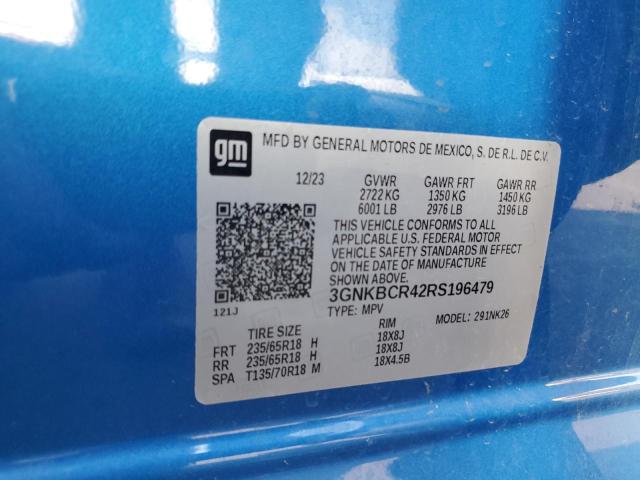 gm
MFD BY GENERAL MOTORS DE MEXICO, S. DE R.L. DE C.V.
12/23 GVWR GAWR FRT GAWR RR
2722 KG 1350 KG 1450 KG
6001 LB 2976 LB 3196 LB
THIS VEHICLE CONFORMS TO ALL
APPLICABLE U.S. FEDERAL MOTOR
VEHICLE SAFETY STANDARDS IN EFFECT
ON THE DATE OF MANUFACTURE
SHOWN ABOVE.
3GNKBCR42RS196479
121J TYPE: MPV MODEL: 291NK26
TIRE SIZE RIM
FRT 235/65R18 H 18X8J
RR 235/65R18 H 18X8J
SPA T135/70R18 M 18X4.5B